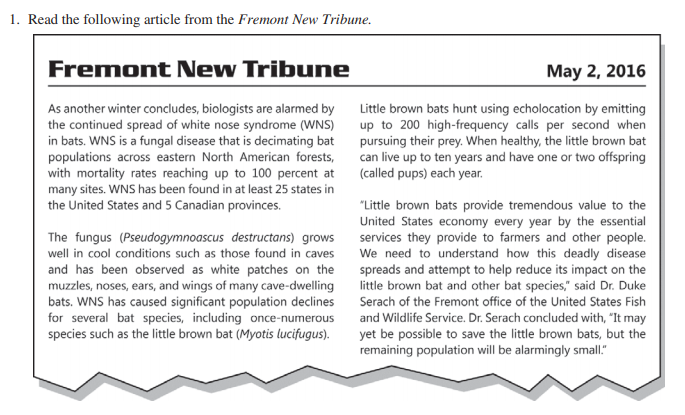 1. Read the following article from the Fremont New Tribune.
Fremont New Tribune
May 2, 2016
As another winter concludes, biologists are alarmed by
the continued spread of white nose syndrome (WNS)
in bats. WNS is a fungal disease that is decimating bat
populations across eastern North American forests,
with mortality rates reaching up to 100 percent at
many sites. WNS has been found in at least 25 states in
the United States and 5 Canadian provinces.
The fungus (Pseudogymnoascus destructans) grows
well in cool conditions such as those found in caves
and has been observed as white patches on the
muzzles, noses, ears, and wings of many cave-dwelling
bats. WNS has caused significant population declines
for several bat species, including once-numerous
species such as the little brown bat (Myotis lucifugus).
Little brown bats hunt using echolocation by emitting
up to 200 high-frequency calls per second when
pursuing their prey. When healthy, the little brown bat
can live up to ten years and have one or two offspring
(called pups) each year.
"Little brown bats provide tremendous value to the
United States economy every year by the essential
services they provide to farmers and other people.
We need to understand how this deadly disease
spreads and attempt to help reduce its impact on the
little brown bat and other bat species," said Dr. Duke
Serach of the Fremont office of the United States Fish
and Wildlife Service. Dr. Serach concluded with, "It may
yet be possible to save the little brown bats, but the
remaining population will be alarmingly small."